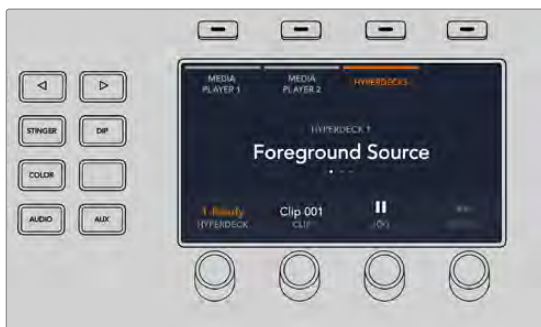 MEDIA PLAYER 1
MEDIA PLAYER 2
HYPERDECKS
STINGER
DIP
HYPERDECK 1
Foreground Source
COLOR
AUDIO
AUX
1-Ready
HYPERDECK
Clip 001
CLIP
JOG